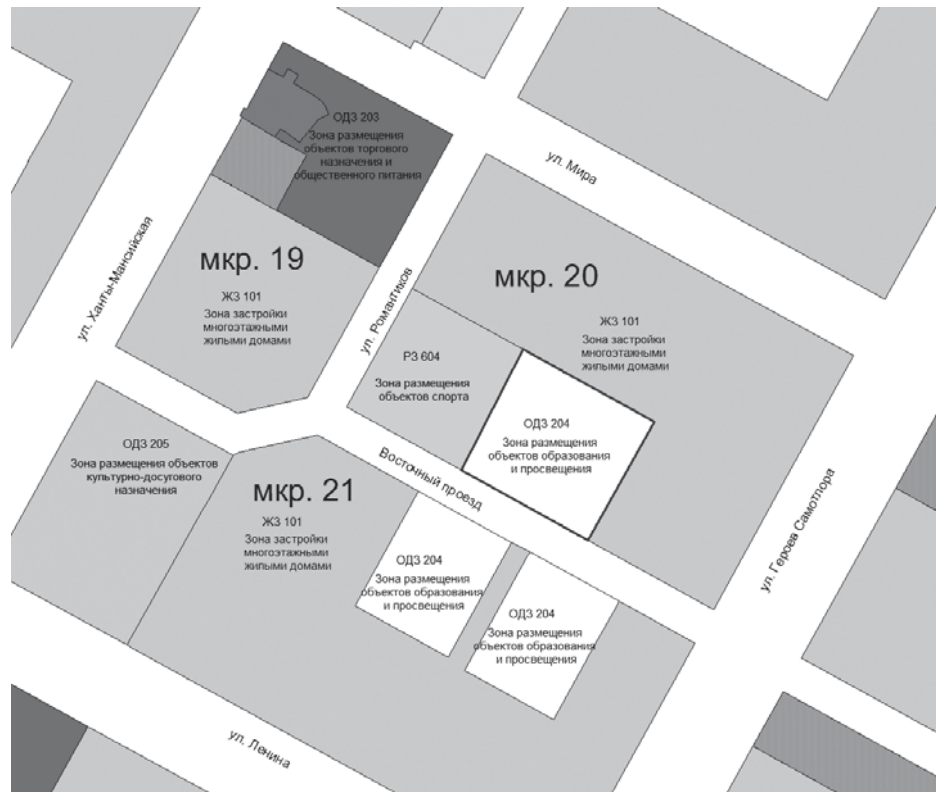 ОДЗ 203
Зона размещения
объектов торгового
назначения и
общественного питания
ул. Мира
ул. Ханты-Мансийская
мкр. 19
ЖЗ 101
Зона застройки
многоэтажными
жилыми домами
ул. Романтиков
мкр. 20
ЖЗ 101
Зона застройки
многоэтажными
жилыми домами
РЗ 604
Зона размещения
объектов спорта
ОДЗ 204
Зона размещения
объектов образования
и просвещения
ОДЗ 205
Зона размещения объектов
культурно-досугового
назначения
Восточный проезд
мкр. 21
ЖЗ 101
Зона застройки
многоэтажными
жилыми домами
ул. Героев Самотлора
ОДЗ 204
Зона размещения
объектов образования
и просвещения
ОДЗ 204
Зона размещения
объектов образования
и просвещения
ул. Ленина